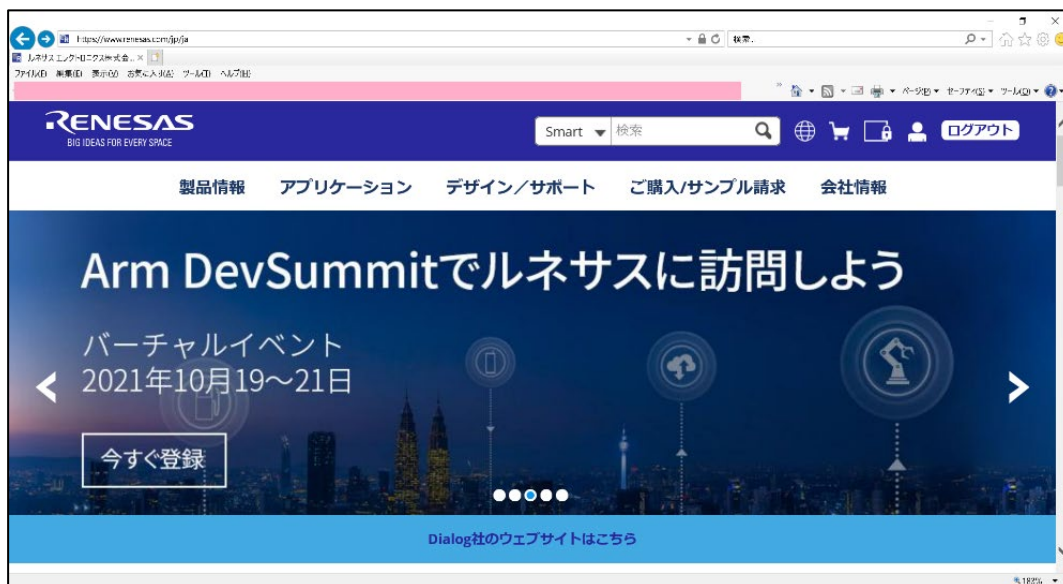 https://www.renesas.com/jp/ja
検索...
ルネサス エレクトロニクス株式会...
ファイル(F) 編集(E) 表示(V) お気に入り(A) ツール(T) ヘルプ(H)
ページ(P) セーフティ(S) ツール(O)
RENESAS
BIG IDEAS FOR EVERY SPACE
Smart
検索
ログアウト
製品情報 アプリケーション デザイン／サポート ご購入/サンプル請求 会社情報
Arm DevSummitでルネサスに訪問しよう
バーチャルイベント
2021年10月19～21日
今すぐ登録
Dialog社のウェブサイトはこちら